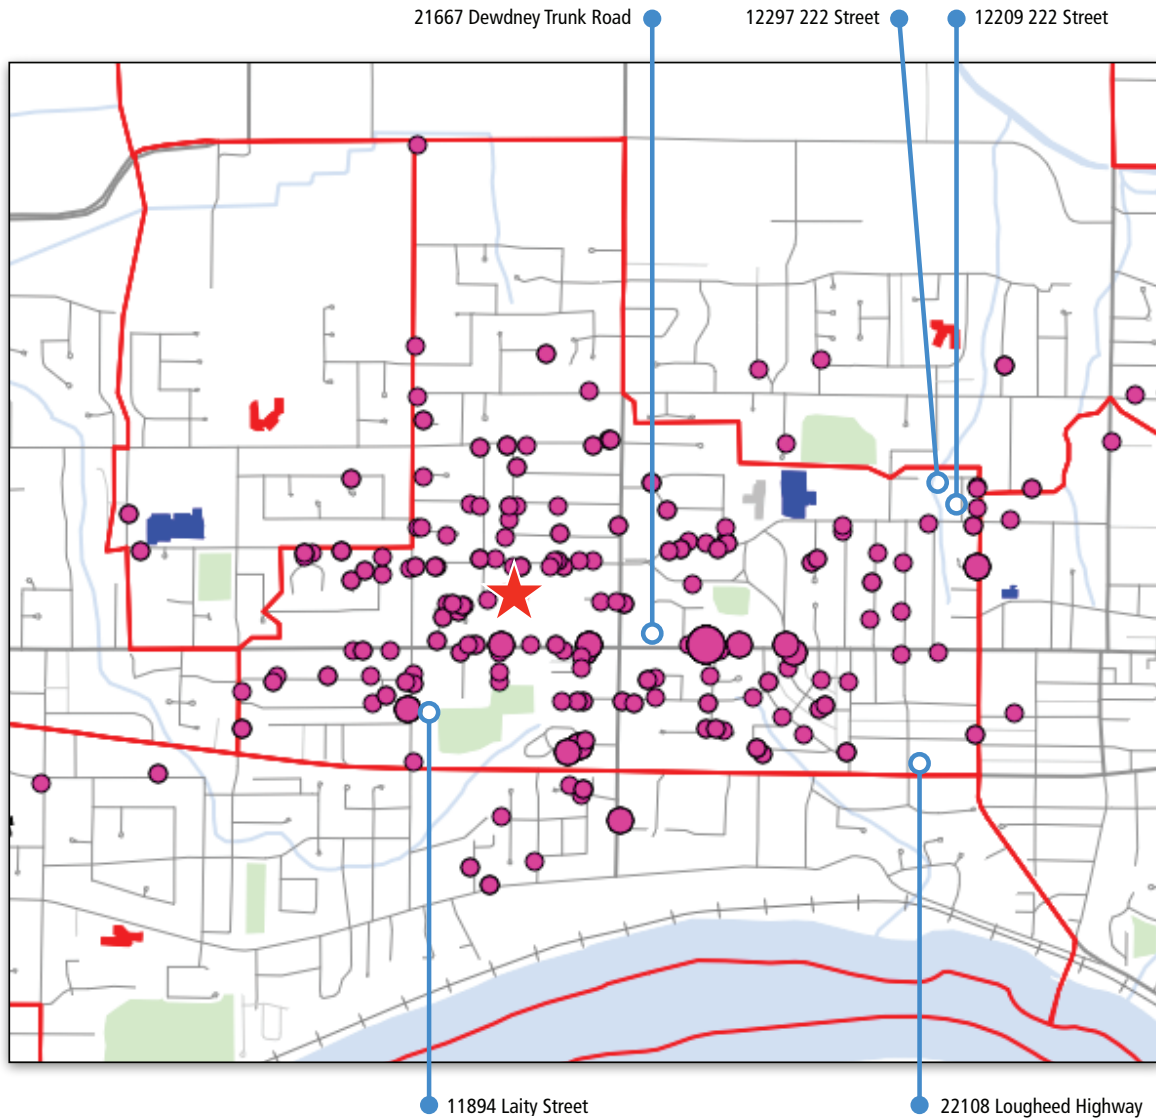 21667 Dewdney Trunk Road
12297 222 Street
12209 222 Street
11894 Laity Street
22108 Lougheed Highway